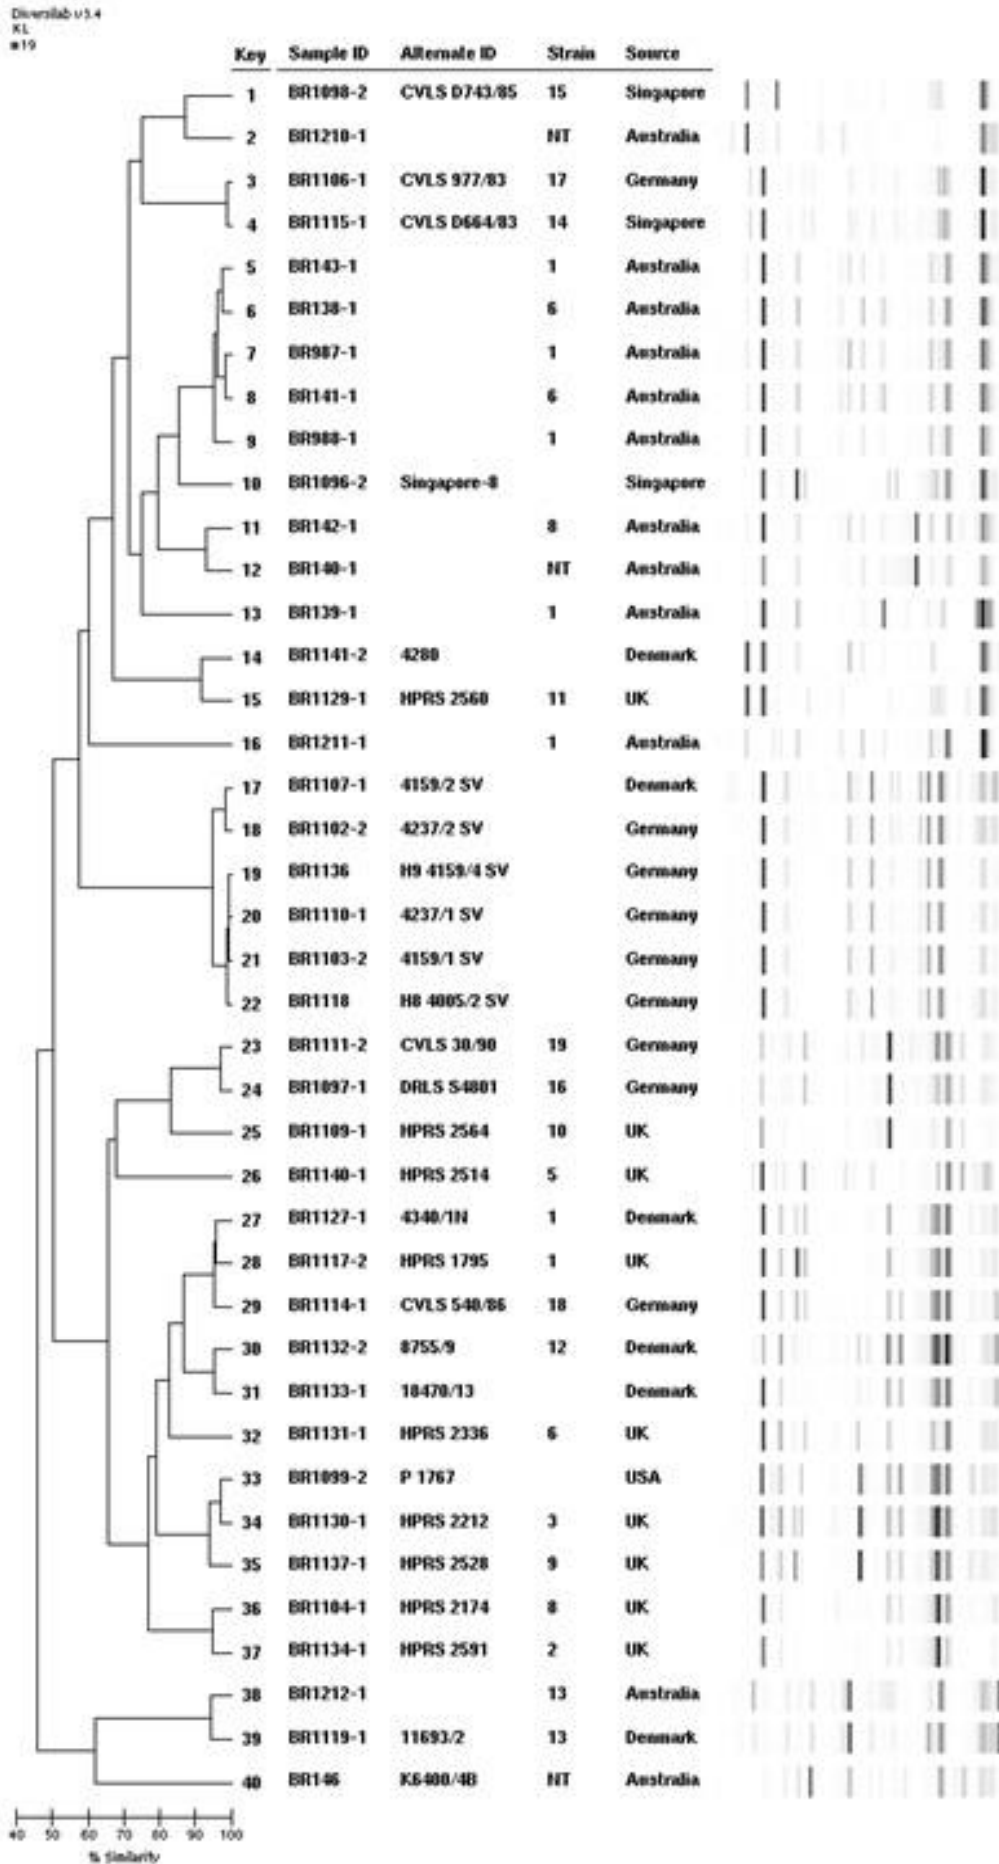 Diversilab v3.4
KL
#19
Key Sample ID Alternate ID Strain Source
1 BR1098-2 CVLS D743/85 15 Singapore
2 BR1210-1 NT Australia
3 BR1106-1 CVLS 977/83 17 Germany
4 BR1115-1 CVLS D664/83 14 Singapore
5 BR143-1 1 Australia
6 BR138-1 6 Australia
7 BR987-1 1 Australia
8 BR141-1 6 Australia
9 BR988-1 1 Australia
10 BR1096-2 Singapore-8 Singapore
11 BR142-1 8 Australia
12 BR140-1 NT Australia
13 BR139-1 1 Australia
14 BR1141-2 4280 Denmark
15 BR1129-1 HPRS 2560 11 UK
16 BR1211-1 1 Australia
17 BR1107-1 4159/2 SV Denmark
18 BR1102-2 4237/2 SV Germany
19 BR1136 H9 4159/4 SV Germany
20 BR1110-1 4237/1 SV Germany
21 BR1103-2 4159/1 SV Germany
22 BR1118 H8 4005/2 SV Germany
23 BR1111-2 CVLS 30/90 19 Germany
24 BR1097-1 DRLS S4801 16 Germany
25 BR1109-1 HPRS 2564 10 UK
26 BR1140-1 HPRS 2514 5 UK
27 BR1127-1 4340/1N 1 Denmark
28 BR1117-2 HPRS 1795 1 UK
29 BR1114-1 CVLS 540/86 18 Germany
30 BR1132-2 8755/9 12 Denmark
31 BR1133-1 18470/13 Denmark
32 BR1131-1 HPRS 2336 6 UK
33 BR1099-2 P 1767 USA
34 BR1130-1 HPRS 2212 3 UK
35 BR1137-1 HPRS 2528 9 UK
36 BR1104-1 HPRS 2174 8 UK
37 BR1134-1 HPRS 2591 2 UK
38 BR1212-1 13 Australia
39 BR1119-1 11693/2 13 Denmark
40 BR146 K6400/4B NT Australia
40 50 60 70 80 90 100
% Similarity